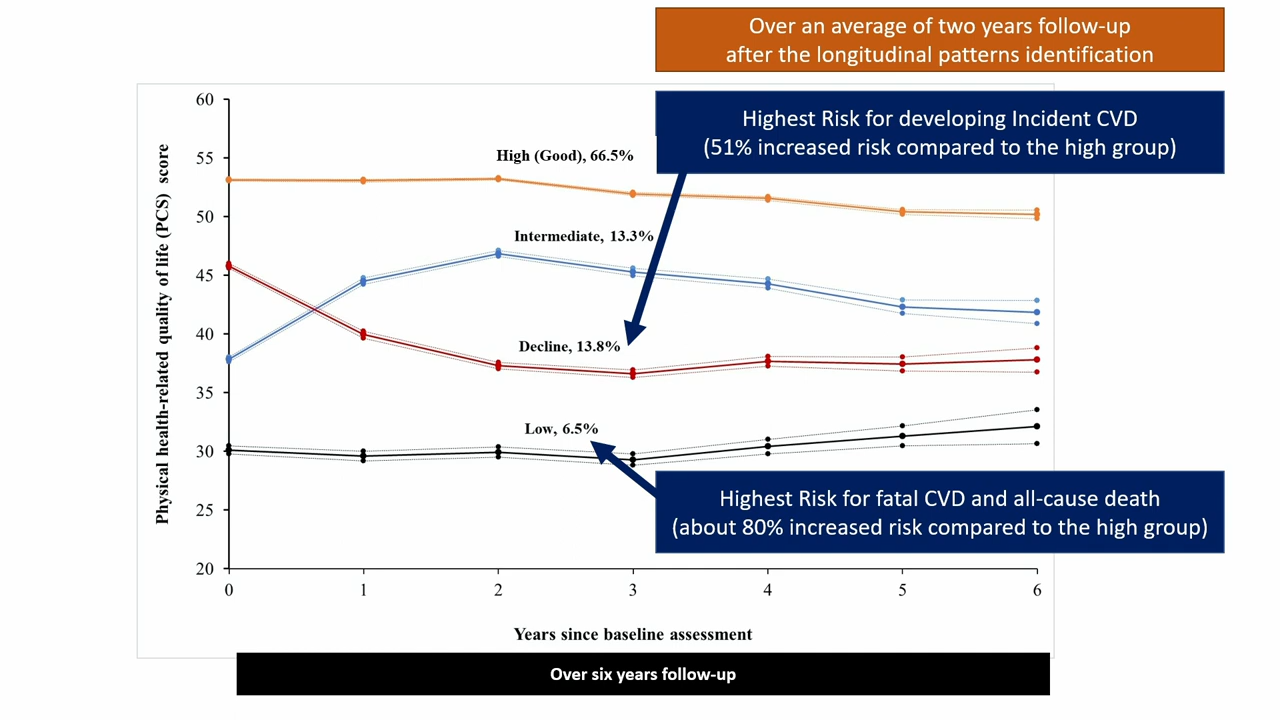 Over an average of two years follow-up
after the longitudinal patterns identification
Highest Risk for developing Incident CVD
(51% increased risk compared to the high group)
60
55
50
45
40
35
30
25
20
Physical health-related quality of life (PCS) score
High (Good), 66.5%
Intermediate, 13.3%
Decline, 13.8%
Low, 6.5%
Highest Risk for fatal CVD and all-cause death
(about 80% increased risk compared to the high group)
0 1 2 3 4 5 6
Years since baseline assessment
Over six years follow-up